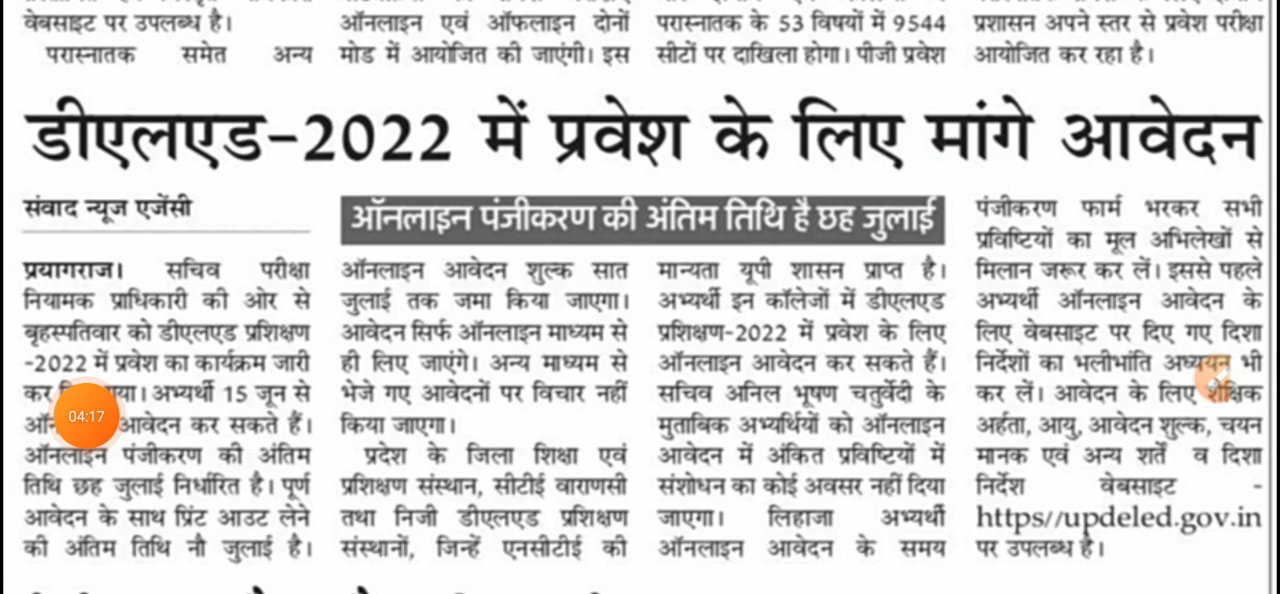 वेबसाइट पर उपलब्ध है।
परास्नातक समेत अन्य
ऑनलाइन एवं ऑफलाइन दोनों
मोड में आयोजित की जाएंगी। इस
परास्नातक के 53 विषयों में 9544
सीटों पर दाखिला होगा। पीजी प्रवेश
प्रशासन अपने स्तर से प्रवेश परीक्षा
आयोजित कर रहा है।
डीएलएड-2022 में प्रवेश के लिए मांगे आवेदन
संवाद न्यूज एजेंसी
ऑनलाइन पंजीकरण की अंतिम तिथि है छह जुलाई
प्रयागराज। सचिव परीक्षा
नियामक प्राधिकारी की ओर से
बृहस्पतिवार को डीएलएड प्रशिक्षण
-2022 में प्रवेश का कार्यक्रम जारी
कर गया। अभ्यर्थी 15 जून से
आवेदन कर सकते हैं।
ऑनलाइन पंजीकरण की अंतिम
तिथि छह जुलाई निर्धारित है। पूर्ण
आवेदन के साथ प्रिंट आउट लेने
की अंतिम तिथि नौ जुलाई है।
ऑनलाइन आवेदन शुल्क सात
जुलाई तक जमा किया जाएगा।
आवेदन सिर्फ ऑनलाइन माध्यम से
ही लिए जाएंगे। अन्य माध्यम से
भेजे गए आवेदनों पर विचार नहीं
किया जाएगा।
प्रदेश के जिला शिक्षा एवं
प्रशिक्षण संस्थान, सीटीई वाराणसी
तथा निजी डीएलएड प्रशिक्षण
संस्थानों, जिन्हें एनसीटीई की
मान्यता यूपी शासन प्राप्त है।
अभ्यर्थी इन कॉलेजों में डीएलएड
प्रशिक्षण-2022 में प्रवेश के लिए
ऑनलाइन आवेदन कर सकते हैं।
सचिव अनिल भूषण चतुर्वेदी के
मुताबिक अभ्यर्थियों को ऑनलाइन
आवेदन में अंकित प्रविष्टियों में
संशोधन का कोई अवसर नहीं दिया
जाएगा। लिहाजा अभ्यर्थी
ऑनलाइन आवेदन के समय
पंजीकरण फार्म भरकर सभी
प्रविष्टियों का मूल अभिलेखों से
मिलान जरूर कर लें। इससे पहले
अभ्यर्थी ऑनलाइन आवेदन के
लिए वेबसाइट पर दिए गए दिशा
निर्देशों का भलीभांति अध्ययन भी
कर लें। आवेदन के लिए शैक्षिक
अर्हता, आयु, आवेदन शुल्क, चयन
मानक एवं अन्य शर्तें व दिशा
निर्देश वेबसाइट -
https//updeled.gov.in
पर उपलब्ध है।
04:17